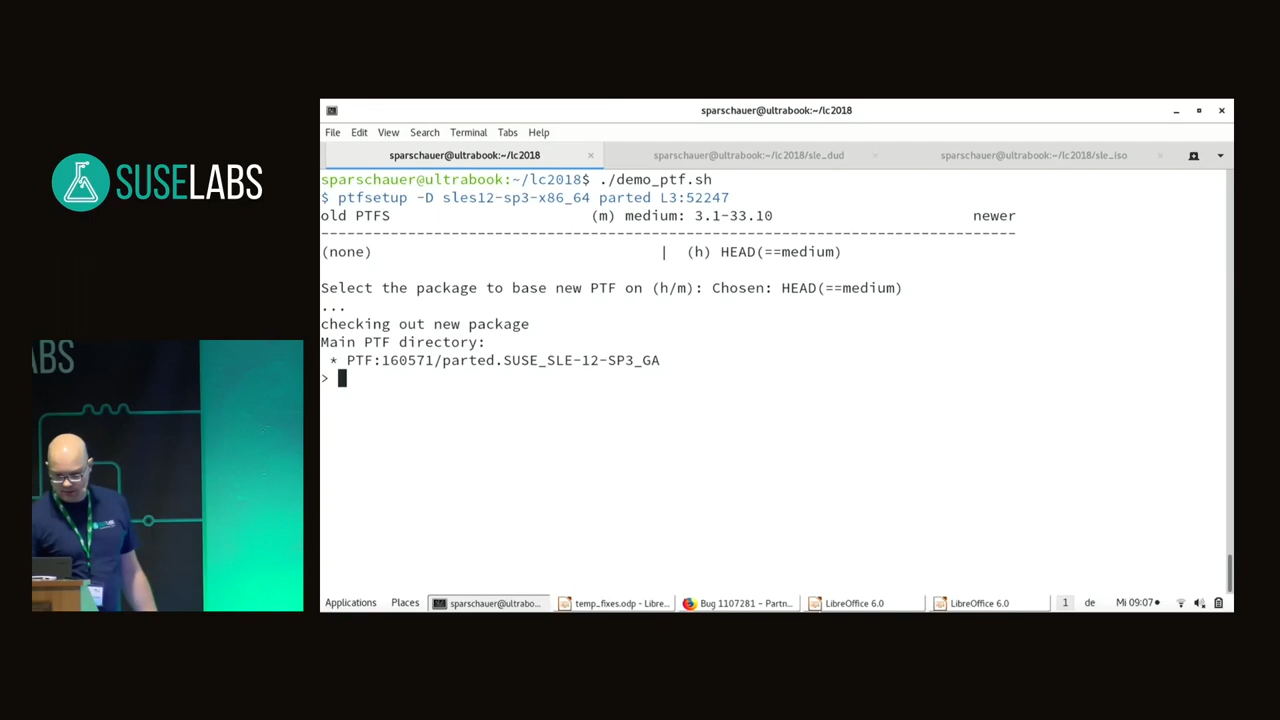 SUSELABS
sparschauer@ultrabook:~/lc2018
File Edit View Search Terminal Tabs Help
sparschauer@ultrabook:~/lc2018 × sparschauer@ultrabook:~/lc2018/sle_dud × sparschauer@ultrabook:~/lc2018/sle_iso ×
sparschauer@ultrabook:~/lc2018$ ./demo_ptf.sh
$ ptfsetup -D sles12-sp3-x86_64 parted L3:52247
old PTFS (m) medium: 3.1-33.10 newer
--------------------------------------------------------------------------------
(none) | (h) HEAD(==medium)
Select the package to base new PTF on (h/m): Chosen: HEAD(==medium)
...
checking out new package
Main PTF directory:
* PTF:160571/parted.SUSE_SLE-12-SP3_GA
>
ABS
Applications Places sparschauer@ultrabo... temp_fixes.odp - Libre... Bug 1107281 – Partn... LibreOffice 6.0 LibreOffice 6.0 1 de Mi 09:07